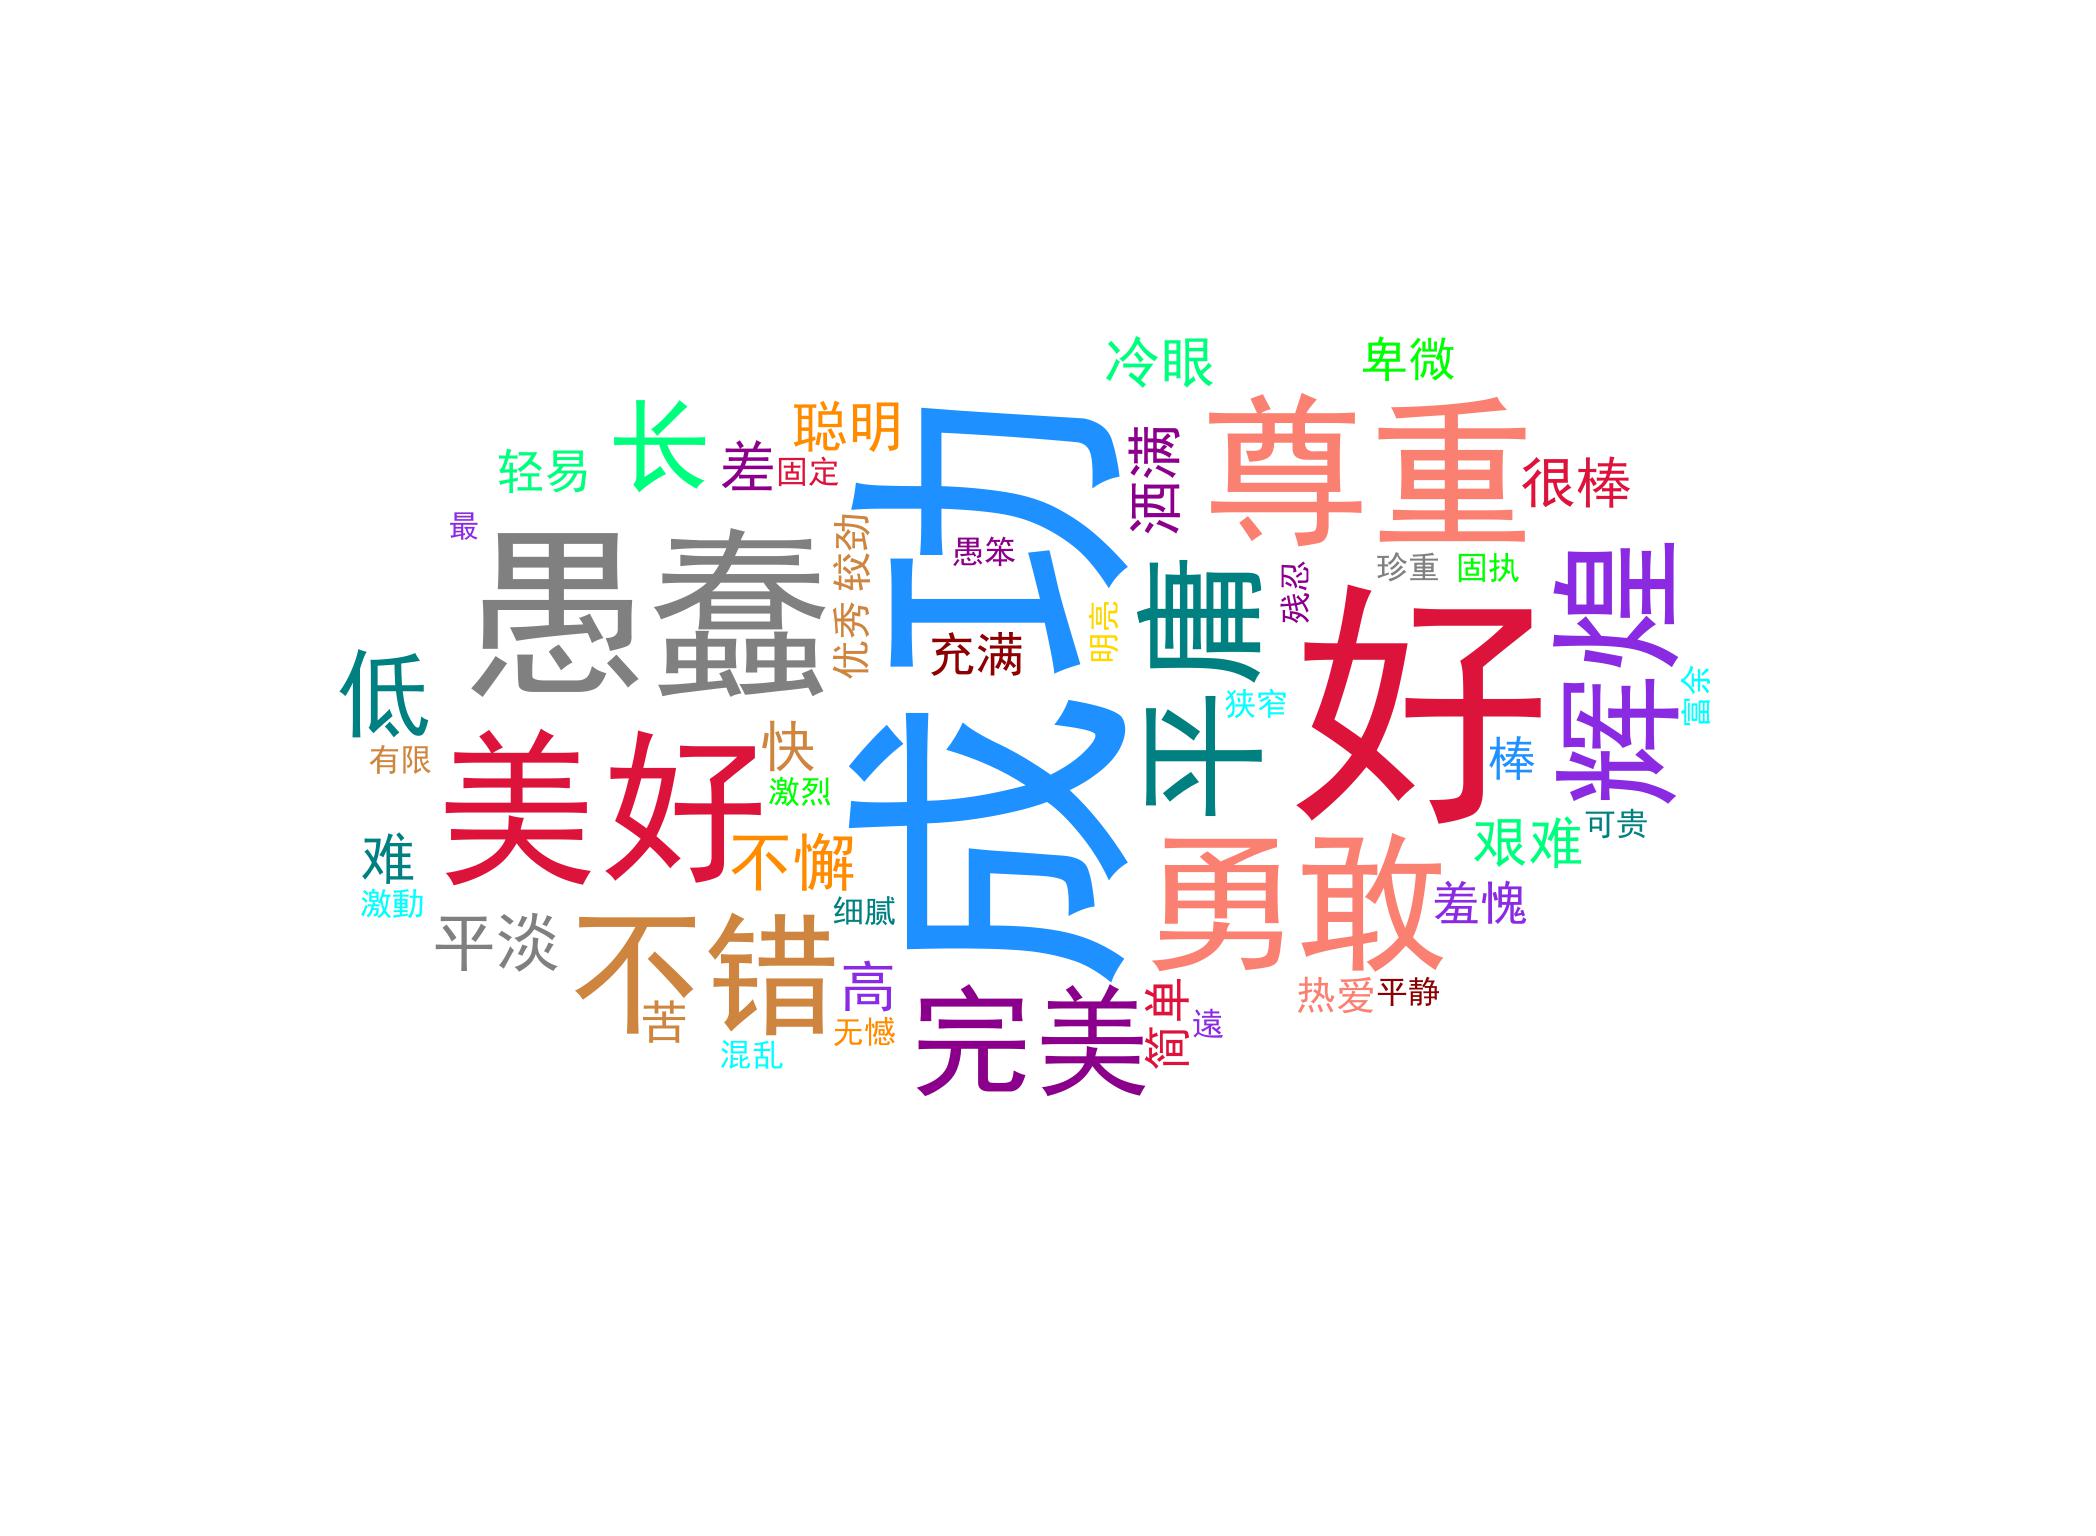 冷眼
卑微
尊重
长
聪明
成功
洒满
轻易
差
固定
很棒
最
愚蠢
较劲
愚笨
珍重
固执
辉煌
平庸
残忍
好
优秀
明亮
充满
低
狭窄
富余
美好
快
棒
有限
激烈
可贵
难
不懈
勇敢
艰难
激動
细腻
羞愧
平淡
不错
高
热爱
平静
苦
无憾
完美
简单
遠
混乱